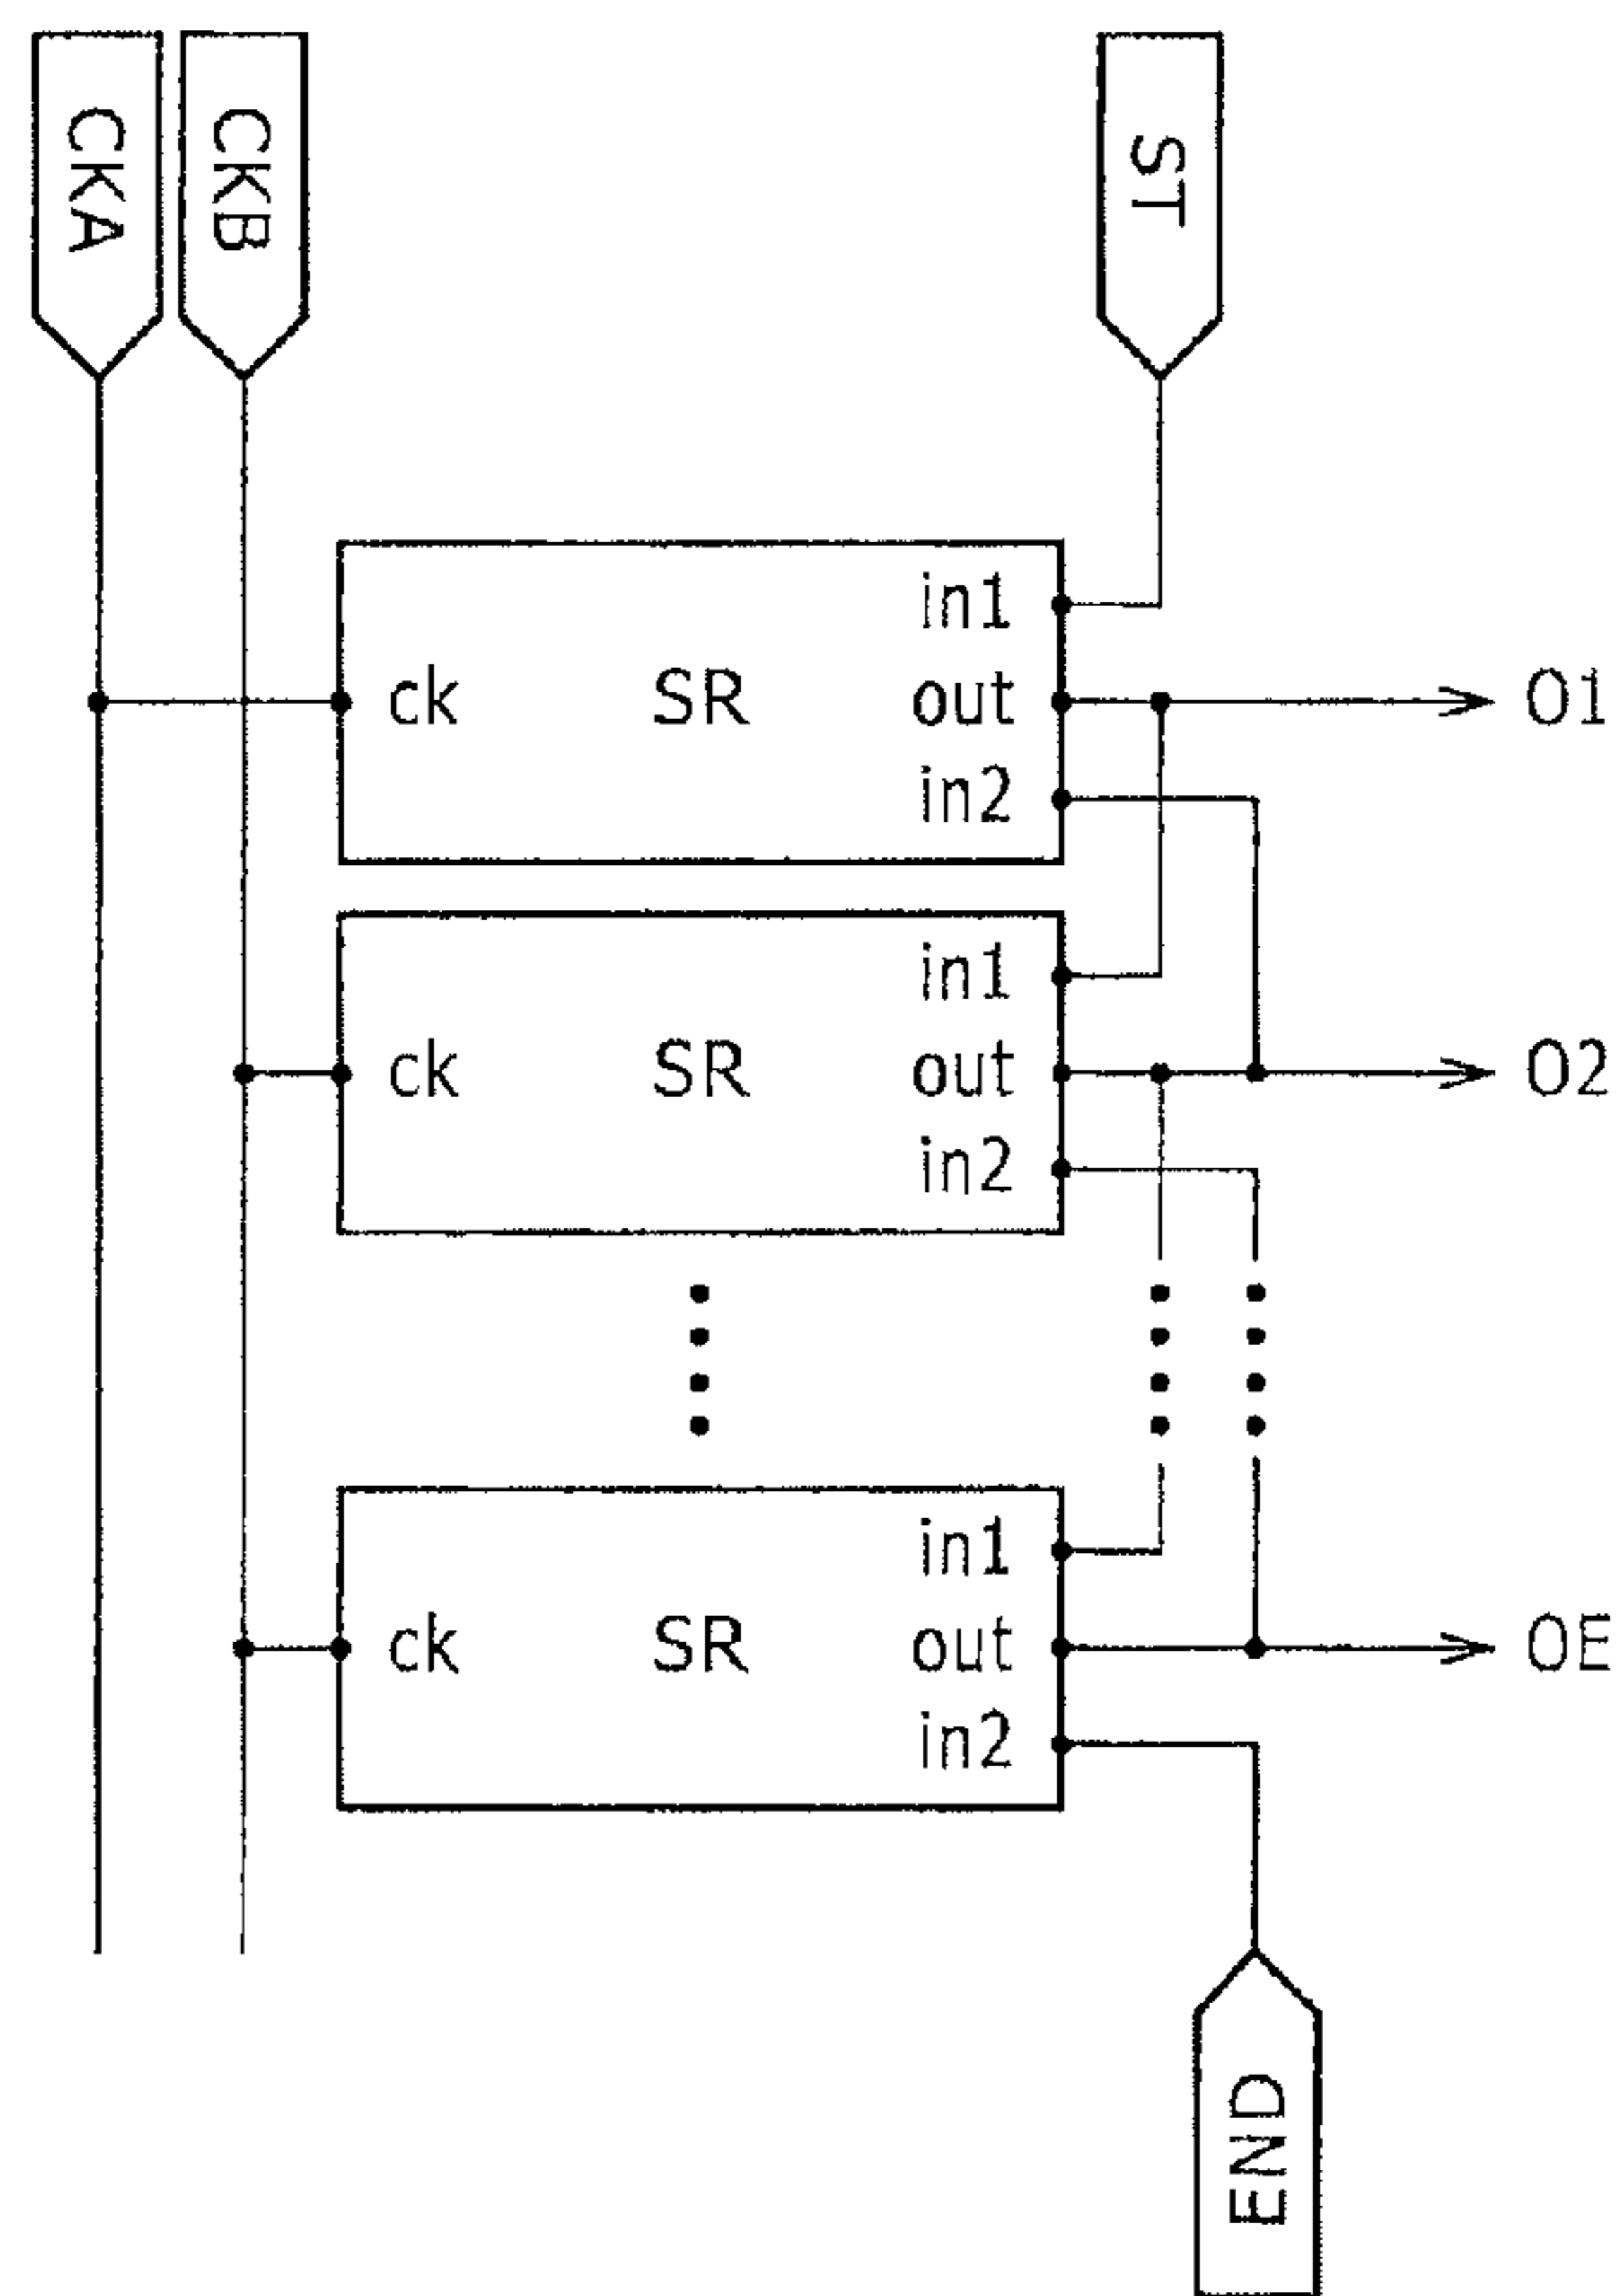 CKA
CKB
ST
in1
ck SR out O1
in2
in1
ck SR out O2
in2
in1
ck SR out OE
in2
END